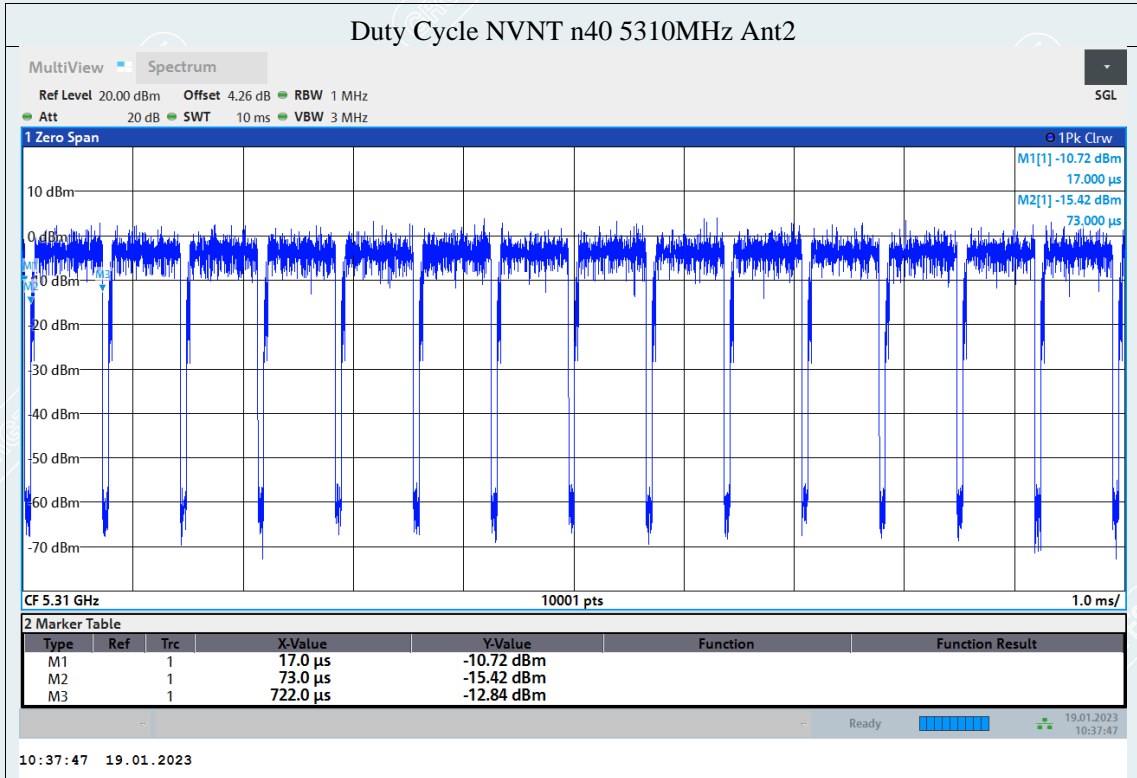 Duty Cycle NVNT n40 5310MHz Ant2
MultiView Spectrum
Ref Level 20.00 dBm Offset 4.26 dB RBW 1 MHz SGL
Att 20 dB SWT 10 ms VBW 3 MHz
1 Zero Span 1Pk Clrw
M1[1] -10.72 dBm
17.000 µs
M2[1] -15.42 dBm
73.000 µs
10 dBm
0 dBm
M1
M2
M3
-10 dBm
-20 dBm
-30 dBm
-40 dBm
-50 dBm
-60 dBm
-70 dBm
CF 5.31 GHz 10001 pts 1.0 ms/
2 Marker Table
Type Ref Trc X-Value Y-Value Function Function Result
M1 1 17.0 µs -10.72 dBm
M2 1 73.0 µs -15.42 dBm
M3 1 722.0 µs -12.84 dBm
Ready 19.01.2023
10:37:47
10:37:47 19.01.2023